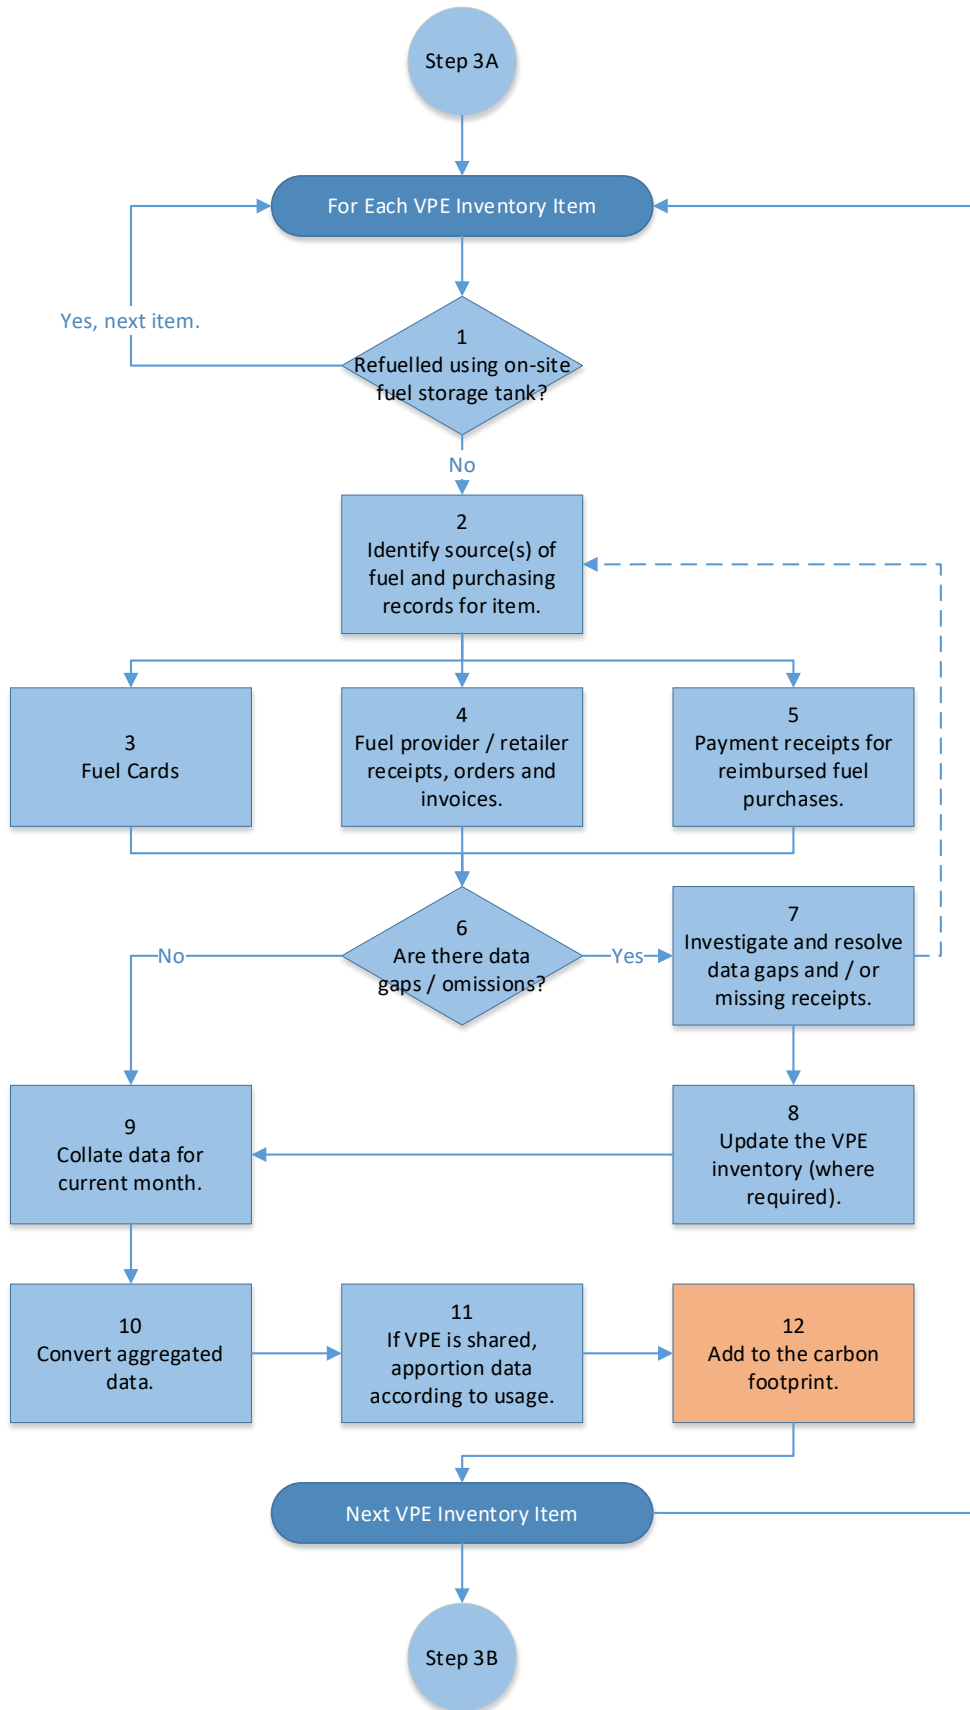 Step 3A
For Each VPE Inventory Item
Yes, next item.
1
Refuelled using on-site
fuel storage tank?
No
2
Identify source(s) of
fuel and purchasing
records for item.
3
Fuel Cards
4
Fuel provider / retailer
receipts, orders and
invoices.
5
Payment receipts for
reimbursed fuel
purchases.
6
Are there data
gaps / omissions?
No
Yes
7
Investigate and resolve
data gaps and / or
missing receipts.
8
Update the VPE
inventory (where
required).
9
Collate data for
current month.
10
Convert aggregated
data.
11
If VPE is shared,
apportion data
according to usage.
12
Add to the carbon
footprint.
Next VPE Inventory Item
Step 3B